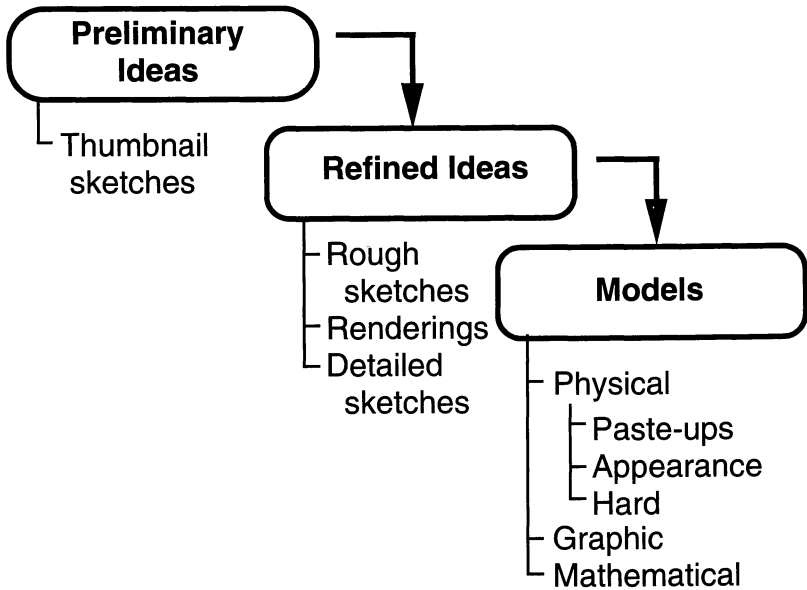 Preliminary
Ideas
Thumbnail
sketches
Refined Ideas
Rough
sketches
Renderings
Detailed
sketches
Models
Physical
Paste-ups
Appearance
Hard
Graphic
Mathematical